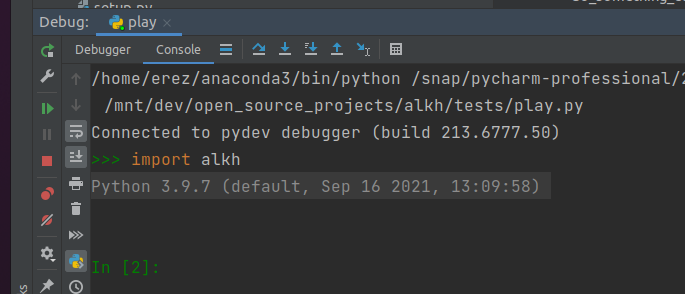 setup.py
Debug: play ×
Debugger Console
/home/erez/anaconda3/bin/python /snap/pycharm-professional/2
/mnt/dev/open_source_projects/alkh/tests/play.py
Connected to pydev debugger (build 213.6777.50)
>>> import alkh
Python 3.9.7 (default, Sep 16 2021, 13:09:58)
In [2]: